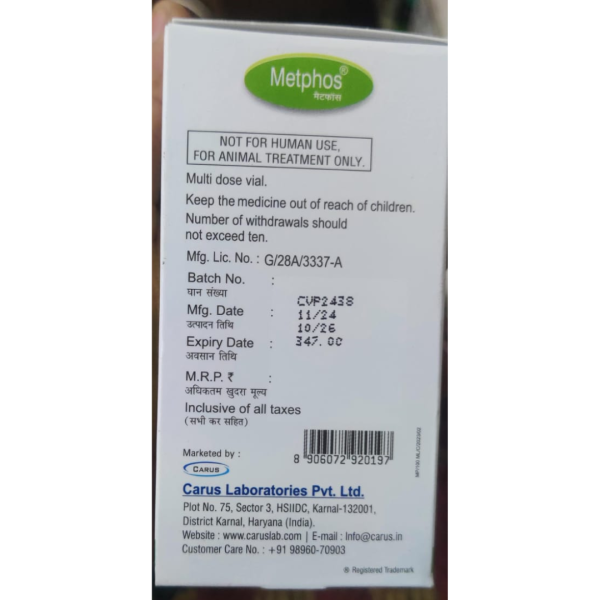 Metphos®
मेटफॉस
NOT FOR HUMAN USE,
FOR ANIMAL TREATMENT ONLY.
Multi dose vial.
Keep the medicine out of reach of children.
Number of withdrawals should
not exceed ten.
Mfg. Lic. No. : G/28A/3337-A
Batch No. :
घान संख्या
CVP2438
Mfg. Date : 11/24
उत्पादन तिथि
10/26
Expiry Date : 347.00
अवसान तिथि
M.R.P. ₹ :
अधिकतम खुदरा मूल्य
Inclusive of all taxes
(सभी कर सहित)
Marketed by :
CARUS
8 906072 920197
Carus Laboratories Pvt. Ltd.
Plot No. 75, Sector 3, HSIIDC, Karnal-132001,
District Karnal, Haryana (India).
Website : www.caruslab.com | E-mail : Info@carus.in
Customer Care No. : +91 98960-70903
® Registered Trademark